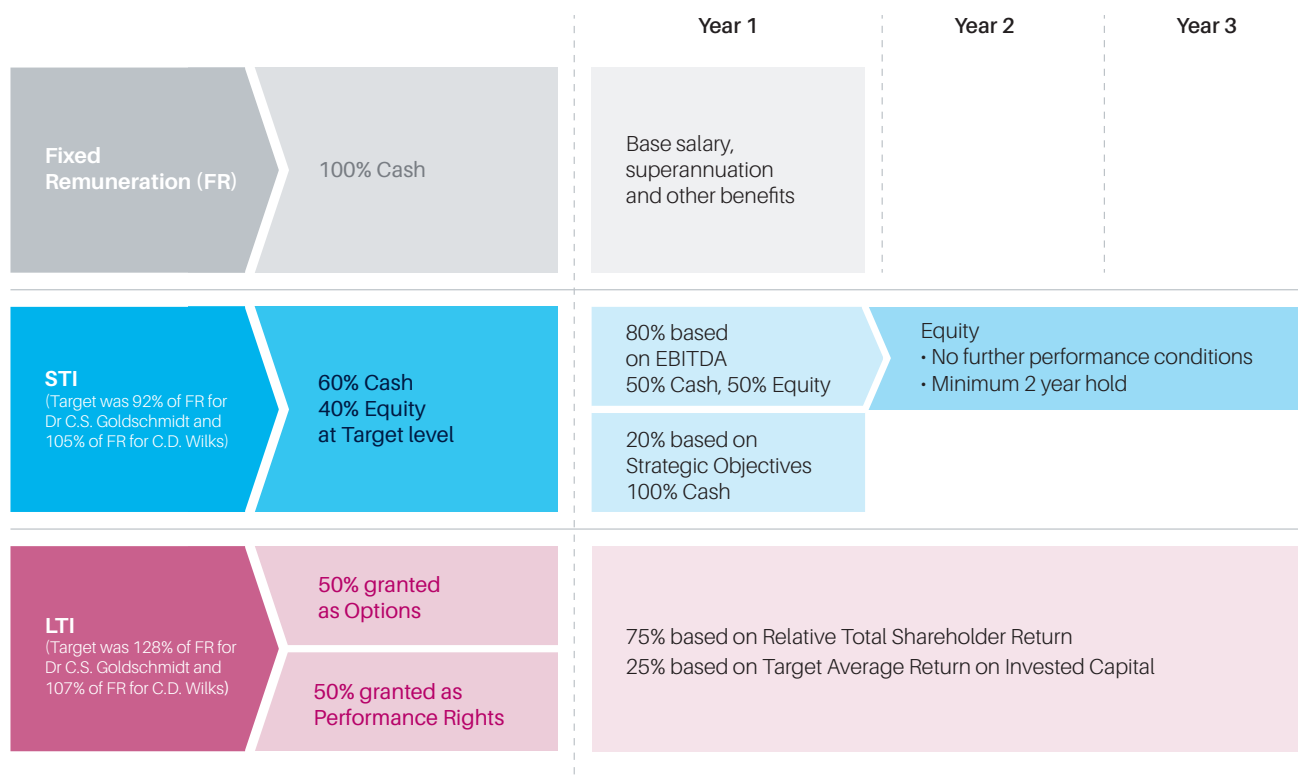 Year 1
Year 2
Year 3
Fixed
Remuneration (FR)
100% Cash
Base salary,
superannuation
and other benefits
STI
(Target was 92% of FR for
Dr C.S. Goldschmidt and
105% of FR for C.D. Wilks)
60% Cash
40% Equity
at Target level
80% based
on EBITDA
50% Cash, 50% Equity
Equity
• No further performance conditions
• Minimum 2 year hold
20% based on
Strategic Objectives
100% Cash
LTI
(Target was 128% of FR for
Dr C.S. Goldschmidt and
107% of FR for C.D. Wilks)
50% granted
as Options
50% granted as
Performance Rights
75% based on Relative Total Shareholder Return
25% based on Target Average Return on Invested Capital